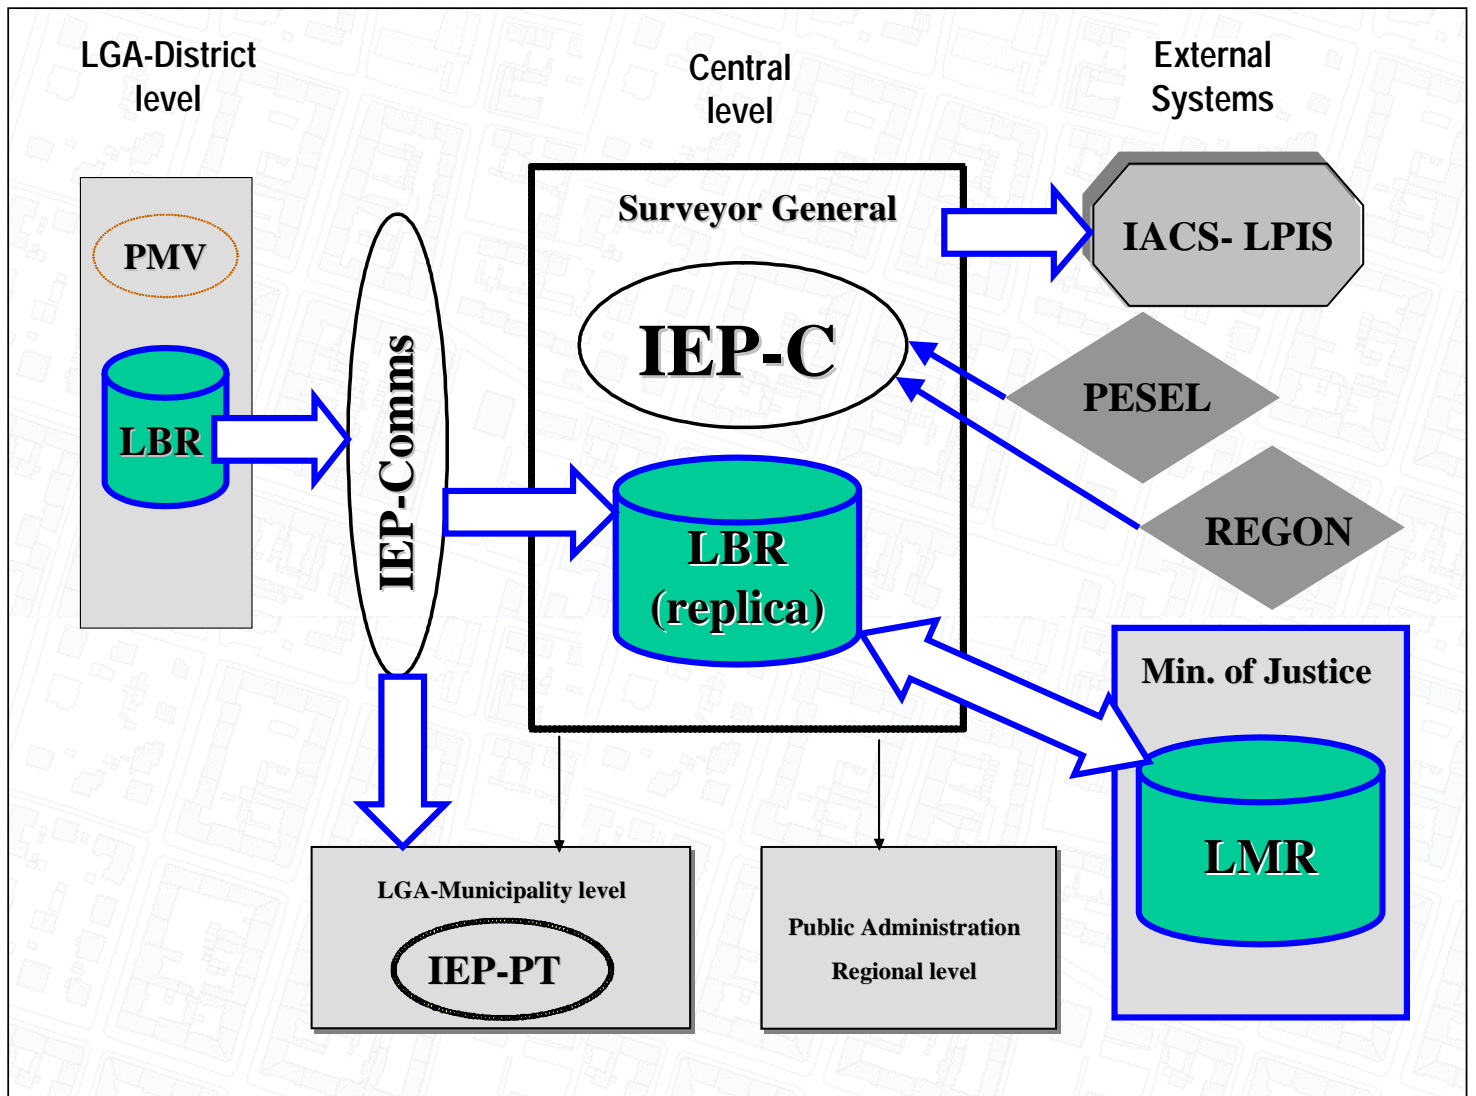 LGA-District
level
Central
level
External
Systems
PMV
LBR
IEP-Comms
Surveyor General
IEP-C
LBR
(replica)
IACS- LPIS
PESEL
REGON
Min. of Justice
LMR
LGA-Municipality level
IEP-PT
Public Administration
Regional level